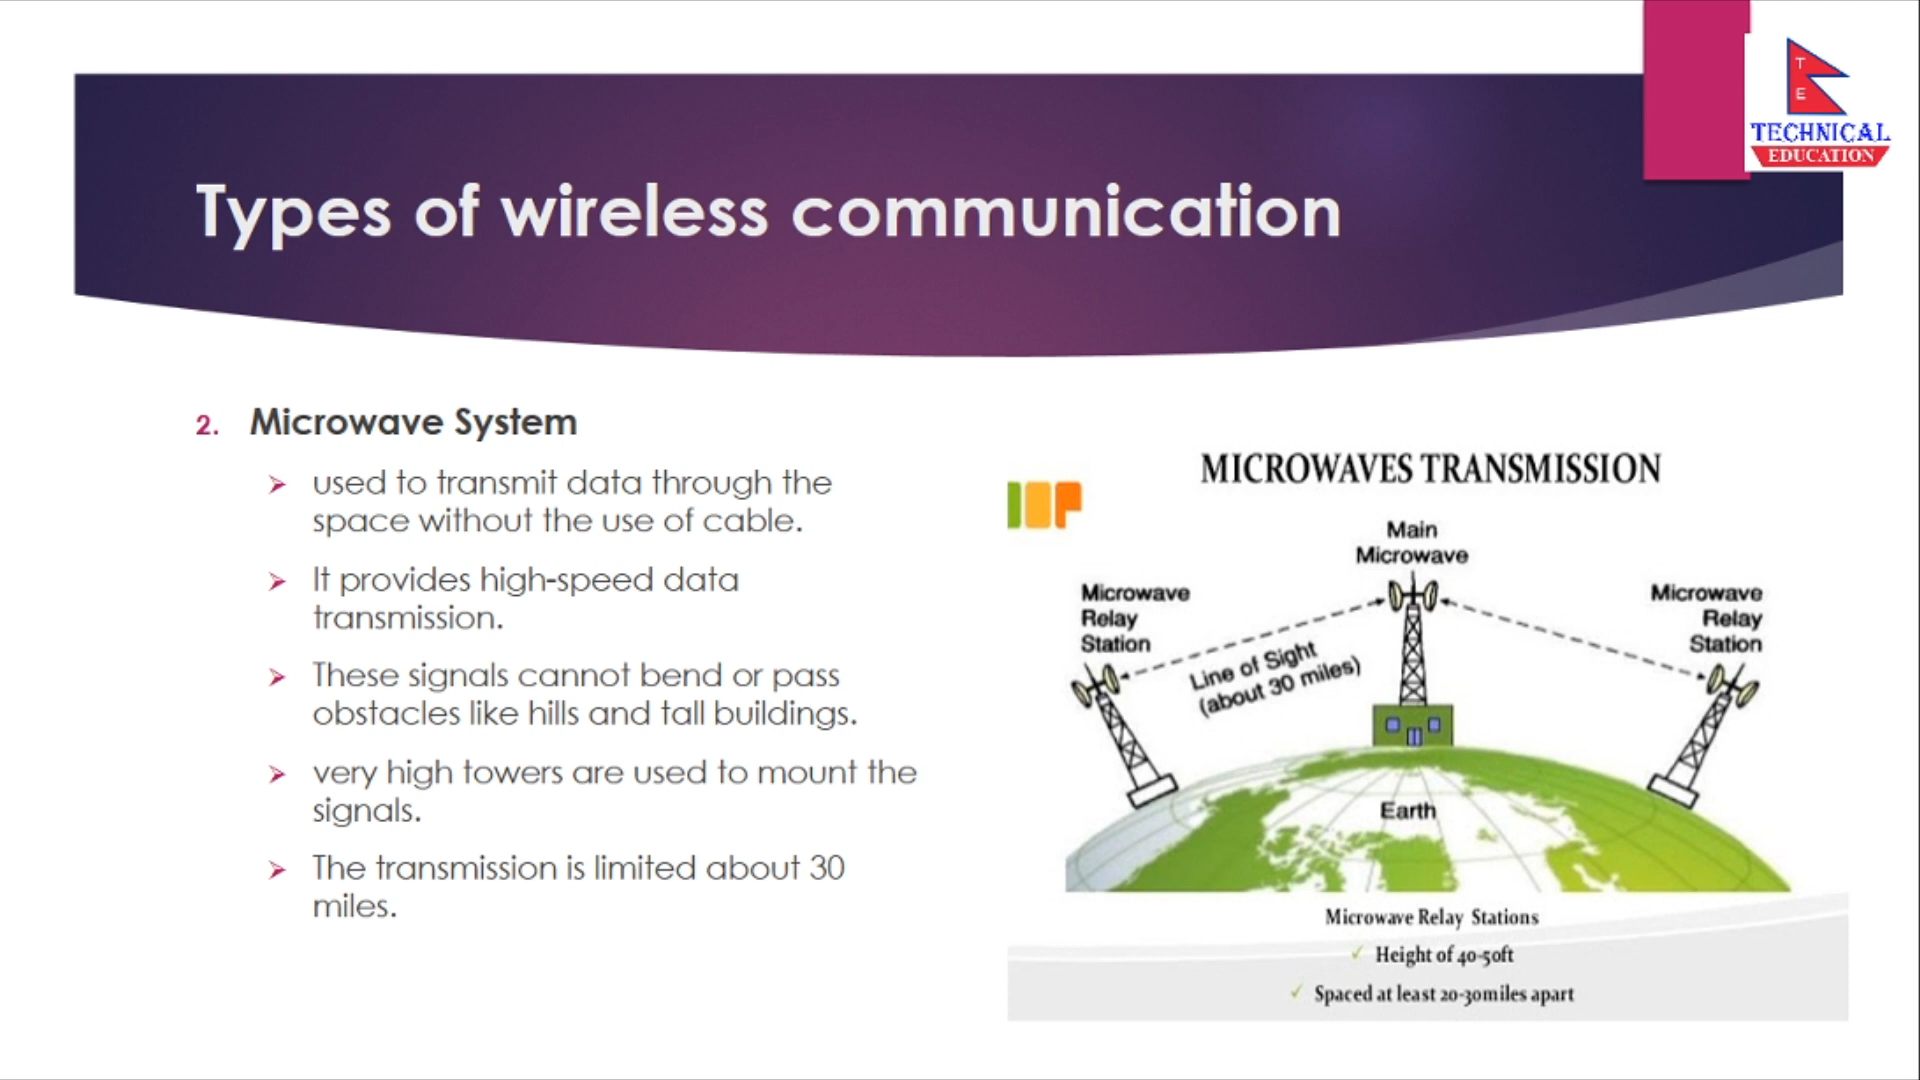 T
E
TECHNICAL
EDUCATION
Types of wireless communication
2. Microwave System
used to transmit data through the
space without the use of cable.
It provides high-speed data
transmission.
These signals cannot bend or pass
obstacles like hills and tall buildings.
very high towers are used to mount the
signals.
The transmission is limited about 30
miles.
MICROWAVES TRANSMISSION
Main
Microwave
Microwave
Relay
Station
Line of Sight
(about 30 miles)
Microwave
Relay
Station
Earth
Microwave Relay Stations
✓ Height of 40-50ft
✓ Spaced at least 20-30miles apart